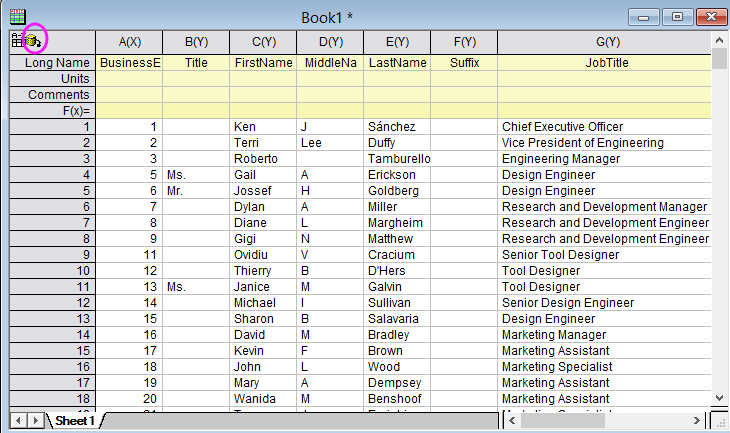 Book1 *
A(X) B(Y) C(Y) D(Y) E(Y) F(Y) G(Y)
Long Name BusinessE Title FirstName MiddleNa LastName Suffix JobTitle
Units
Comments
F(x)=
1 1 Ken J Sánchez Chief Executive Officer
2 2 Terri Lee Duffy Vice President of Engineering
3 3 Roberto Tamburello Engineering Manager
4 5 Ms. Gail A Erickson Design Engineer
5 6 Mr. Jossef H Goldberg Design Engineer
6 7 Dylan A Miller Research and Development Manager
7 8 Diane L Margheim Research and Development Engineer
8 9 Gigi N Matthew Research and Development Engineer
9 11 Ovidiu V Cracium Senior Tool Designer
10 12 Thierry B D'Hers Tool Designer
11 13 Ms. Janice M Galvin Tool Designer
12 14 Michael I Sullivan Senior Design Engineer
13 15 Sharon B Salavaria Design Engineer
14 16 David M Bradley Marketing Manager
15 17 Kevin F Brown Marketing Assistant
16 18 John L Wood Marketing Specialist
17 19 Mary A Dempsey Marketing Assistant
18 20 Wanida M Benshoof Marketing Assistant
Sheet1